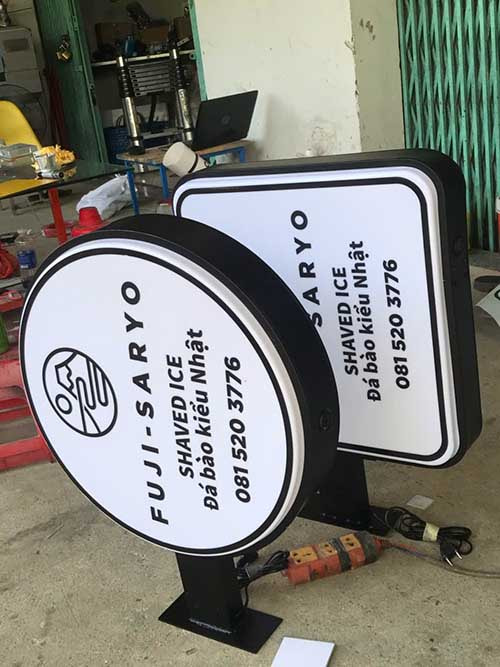 FUJI-SARYO
SHAVED ICE
Đá bào kiểu Nhật
081 520 3776
SARYO
SHAVED ICE
Đá bào kiểu Nhật
081 520 3776